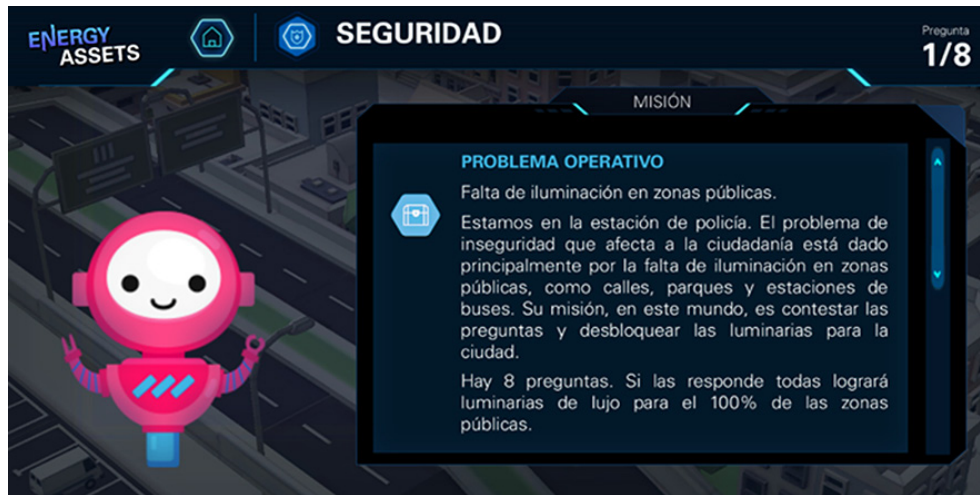 ENERGY
ASSETS
SEGURIDAD
Pregunta
1/8
MISIÓN
PROBLEMA OPERATIVO
Falta de iluminación en zonas públicas.
Estamos en la estación de policía. El problema de
inseguridad que afecta a la ciudadanía está dado
principalmente por la falta de iluminación en zonas
públicas, como calles, parques y estaciones de
buses. Su misión, en este mundo, es contestar las
preguntas y desbloquear las luminarias para la
ciudad.
Hay 8 preguntas. Si las responde todas logrará
luminarias de lujo para el 100% de las zonas
públicas.